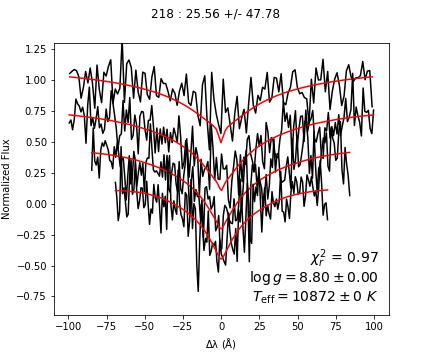 218 : 25.56 +/- 47.78
1.25
1.00
0.75
0.50
0.25
0.00
−0.25
−0.50
−0.75
Normalized Flux
χ²ᵣ = 0.97
log g = 8.80 ± 0.00
T_eff = 10872 ± 0 K
−100 −75 −50 −25 0 25 50 75 100
Δλ (Å)